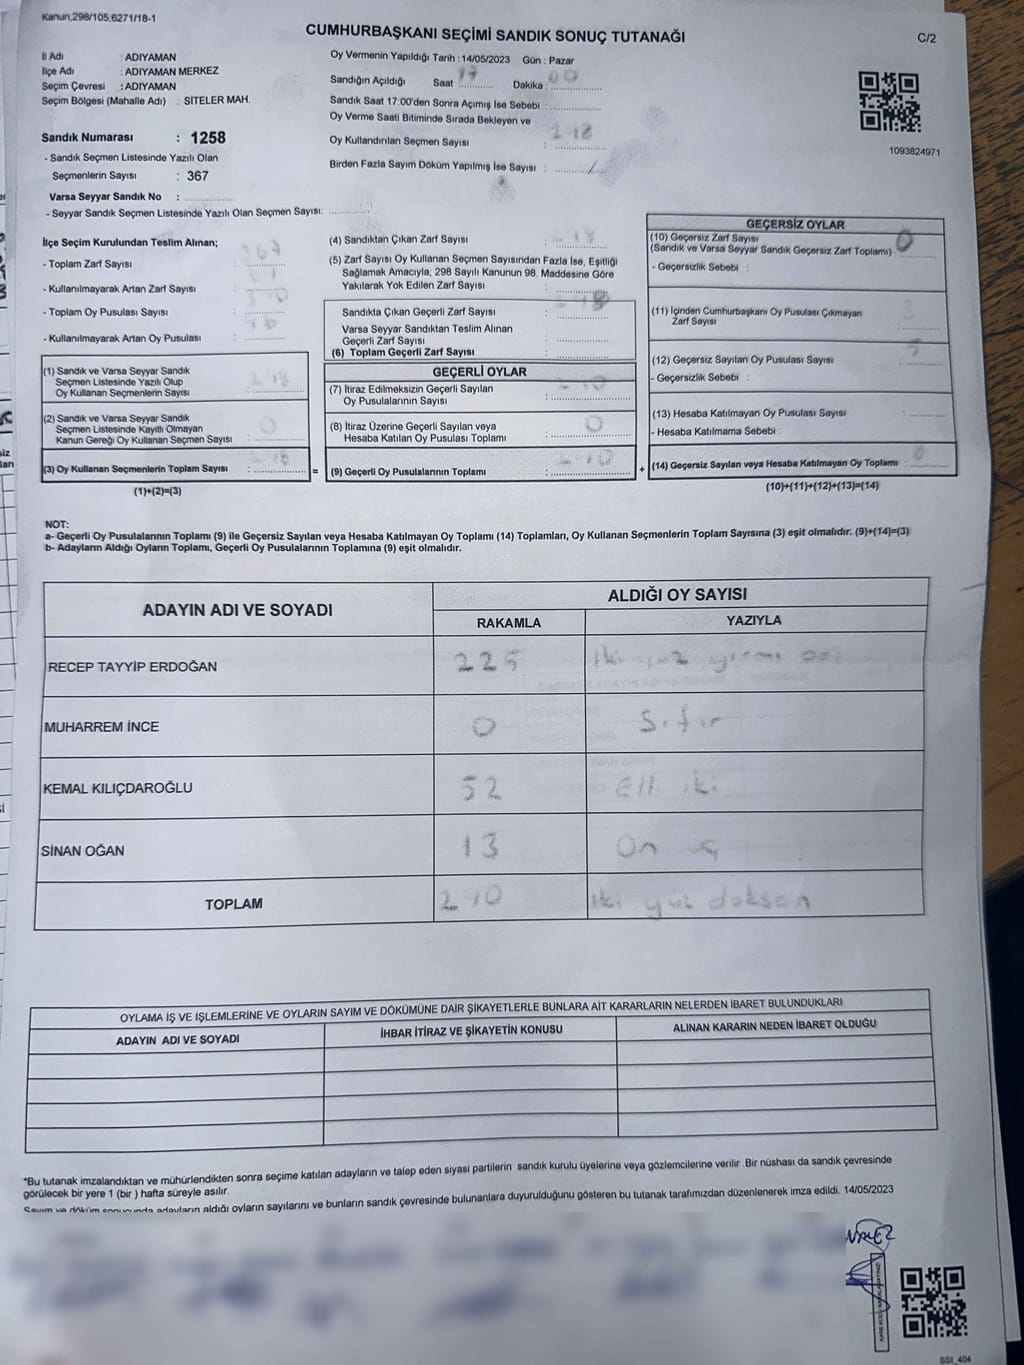 Kanun,298/105,6271/18-1
CUMHURBAŞKANI SEÇİMİ SANDIK SONUÇ TUTANAĞI
C/2
İl Adı : ADIYAMAN
İlçe Adı : ADIYAMAN MERKEZ
Seçim Çevresi : ADIYAMAN
Seçim Bölgesi (Mahalle Adı) : SİTELER MAH.
Sandık Numarası : 1258
- Sandık Seçmen Listesinde Yazılı Olan
Seçmenlerin Sayısı : 367
Varsa Seyyar Sandık No :
- Seyyar Sandık Seçmen Listesinde Yazılı Olan Seçmen Sayısı:
Oy Vermenin Yapıldığı Tarih : 14/05/2023 Gün : Pazar
Sandığın Açıldığı Saat 17 Dakika : 00
Sandık Saat 17:00'den Sonra Açımış İse Sebebi :
Oy Verme Saati Bitiminde Sırada Bekleyen ve
Oy Kullandırılan Seçmen Sayısı :
Birden Fazla Sayım Döküm Yapılmış İse Sayısı : /
1093824971
İlçe Seçim Kurulundan Teslim Alınan;
- Toplam Zarf Sayısı :
- Kullanılmayarak Artan Zarf Sayısı :
- Toplam Oy Pusulası Sayısı :
- Kullanılmayarak Artan Oy Pusulası :
(1) Sandık ve Varsa Seyyar Sandık
Seçmen Listesinde Yazılı Olup
Oy Kullanan Seçmenlerin Sayısı :
(2) Sandık ve Varsa Seyyar Sandık
Seçmen Listesinde Kayıtlı Olmayan
Kanun Gereği Oy Kullanan Seçmen Sayısı : 0
(3) Oy Kullanan Seçmenlerin Toplam Sayısı :
(1)+(2)=(3)
(4) Sandıktan Çıkan Zarf Sayısı :
(5) Zarf Sayısı Oy Kullanan Seçmen Sayısından Fazla İse, Eşitliği
Sağlamak Amacıyla; 298 Sayılı Kanunun 98. Maddesine Göre
Yakılarak Yok Edilen Zarf Sayısı :
Sandıkta Çıkan Geçerli Zarf Sayısı :
Varsa Seyyar Sandıktan Teslim Alınan
Geçerli Zarf Sayısı :
(6) Toplam Geçerli Zarf Sayısı :
GEÇERLİ OYLAR
(7) İtiraz Edilmeksizin Geçerli Sayılan
Oy Pusulalarının Sayısı :
(8) İtiraz Üzerine Geçerli Sayılan veya
Hesaba Katılan Oy Pusulası Toplamı : 0
= (9) Geçerli Oy Pusulalarının Toplamı :
GEÇERSİZ OYLAR
(10) Geçersiz Zarf Sayısı
(Sandık ve Varsa Seyyar Sandık Geçersiz Zarf Toplamı) : 0
- Geçersizlik Sebebi :
(11) İçinden Cumhurbaşkanı Oy Pusulası Çıkmayan
Zarf Sayısı :
(12) Geçersiz Sayılan Oy Pusulası Sayısı : 5
- Geçersizlik Sebebi :
(13) Hesaba Katılmayan Oy Pusulası Sayısı :
- Hesaba Katılmama Sebebi :
+ (14) Geçersiz Sayılan veya Hesaba Katılmayan Oy Toplamı :
(10)+(11)+(12)+(13)=(14)
NOT:
a- Geçerli Oy Pusulalarının Toplamı (9) ile Geçersiz Sayılan veya Hesaba Katılmayan Oy Toplamı (14) Toplamları, Oy Kullanan Seçmenlerin Toplam Sayısına (3) eşit olmalıdır. (9)+(14)=(3)
b- Adayların Aldığı Oyların Toplamı, Geçerli Oy Pusulalarının Toplamına (9) eşit olmalıdır.
ADAYIN ADI VE SOYADI
ALDIĞI OY SAYISI
RAKAMLA
YAZIYLA
RECEP TAYYİP ERDOĞAN 225 İki yüz yirmi
MUHARREM İNCE 0 Sıfır
KEMAL KILIÇDAROĞLU 52 Elli iki
SİNAN OĞAN 13 On üç
TOPLAM 290 İki yüz doksan
OYLAMA İŞ VE İŞLEMLERİNE VE OYLARIN SAYIM VE DÖKÜMÜNE DAİR ŞİKAYETLERLE BUNLARA AİT KARARLARIN NELERDEN İBARET BULUNDUKLARI
ADAYIN ADI VE SOYADI
İHBAR İTİRAZ VE ŞİKAYETİN KONUSU
ALINAN KARARIN NEDEN İBARET OLDUĞU
*Bu tutanak imzalandıktan ve mühürlendikten sonra seçime katılan adayların ve talep eden siyasi partilerin sandık kurulu üyelerine veya gözlemcilerine verilir .Bir nüshası da sandık çevresinde
görülecek bir yere 1 (bir ) hafta süreyle asılır.
Sayım ve döküm sonucunda adayların aldığı oyların sayılarını ve bunların sandık çevresinde bulunanlara duyurulduğunu gösteren bu tutanak tarafımızdan düzenlenerek imza edildi. 14/05/2023
SSI_404